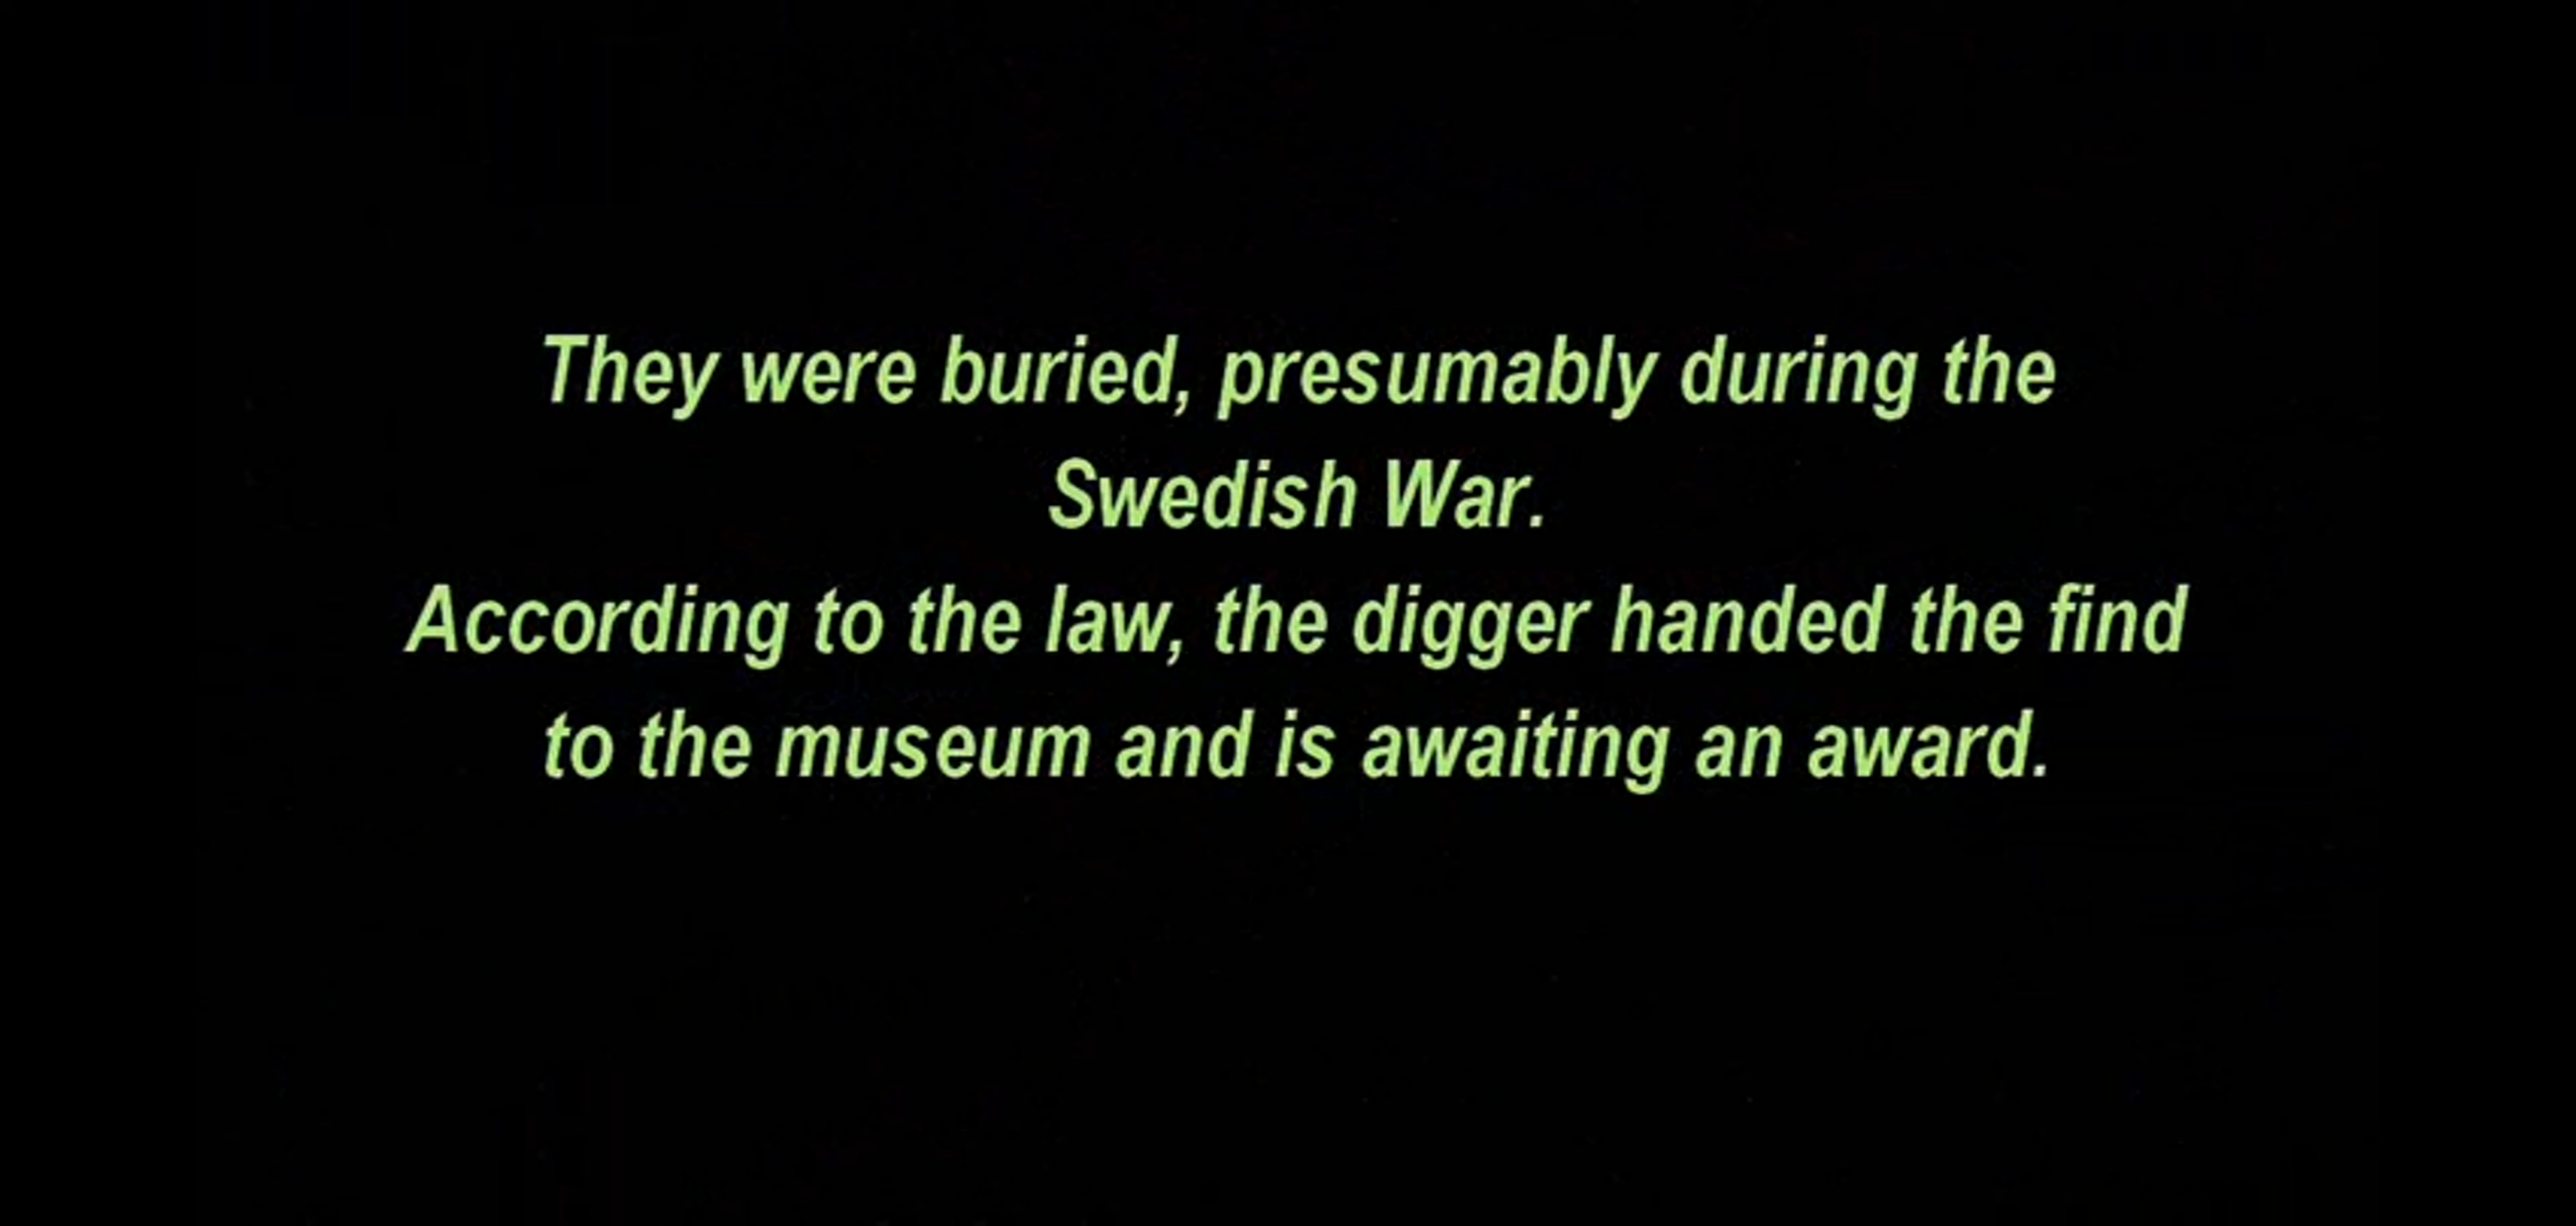 They were buried, presumably during the
Swedish War.
According to the law, the digger handed the find
to the museum and is awaiting an award.